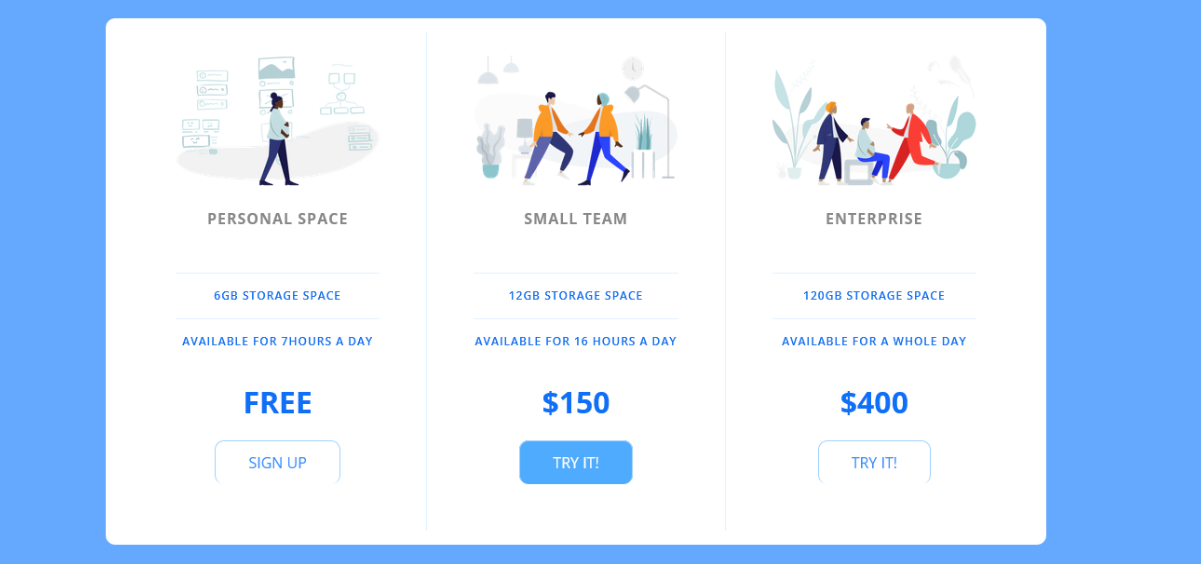 PERSONAL SPACE
6GB STORAGE SPACE
AVAILABLE FOR 7HOURS A DAY
FREE
SIGN UP
SMALL TEAM
12GB STORAGE SPACE
AVAILABLE FOR 16 HOURS A DAY
$150
TRY IT!
ENTERPRISE
120GB STORAGE SPACE
AVAILABLE FOR A WHOLE DAY
$400
TRY IT!